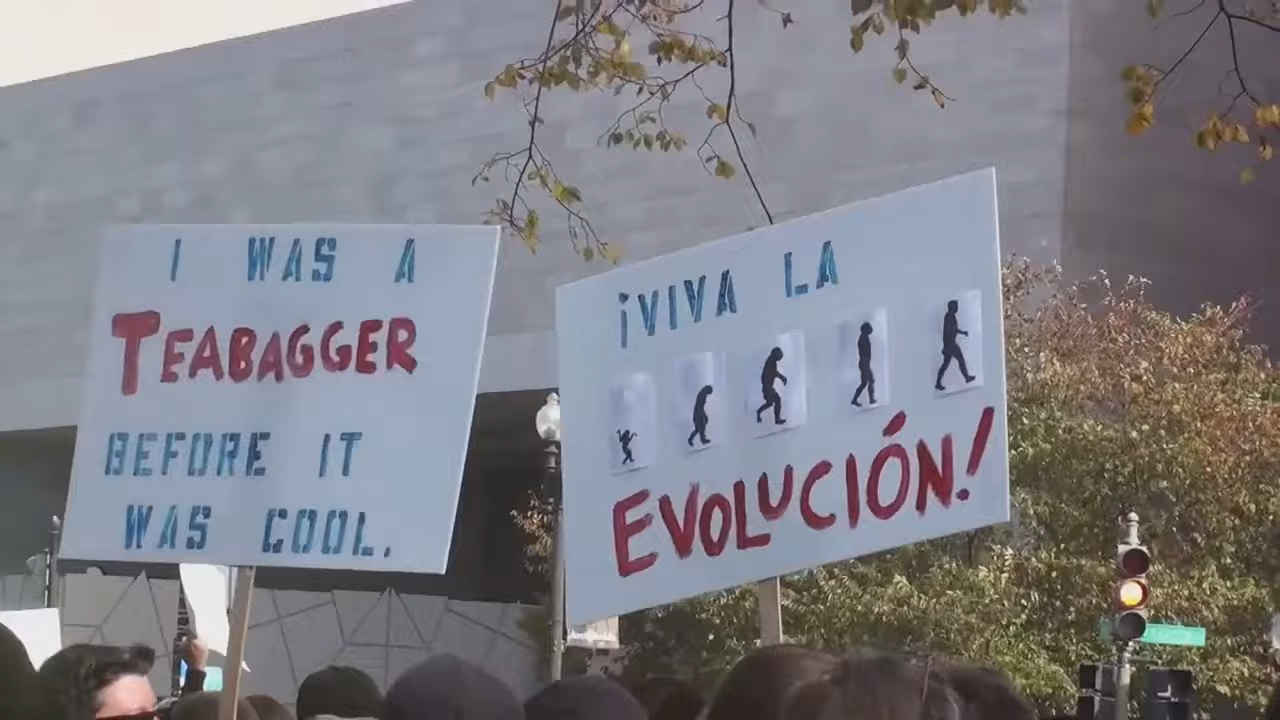 I WAS A
TEABAGGER
BEFORE IT
WAS COOL.
¡VIVA LA
EVOLUCIÓN!